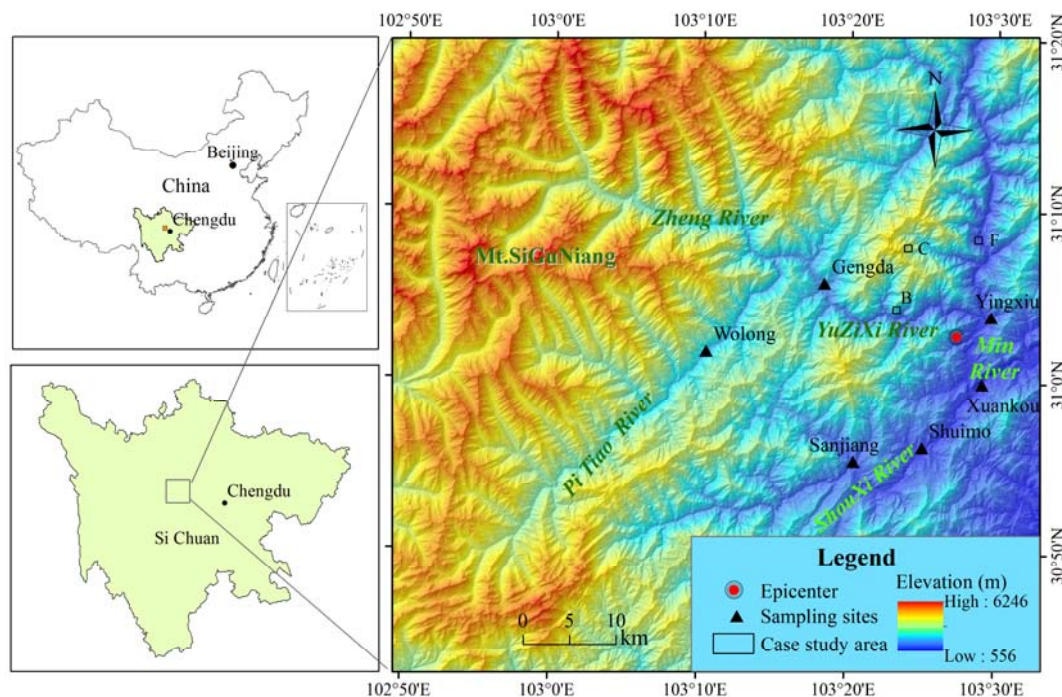 Beijing
China
Chengdu
Chengdu
Si Chuan
102°50'E
103°0'E
103°10'E
103°20'E
103°30'E
31°20'N
31°10'N
31°0'N
30°50'N
N
Zheng River
Mt.SiGuNiang
Gengda
C
F
B
Yingxiu
YuZiXi River
Min
River
Wolong
Xuankou
Pi Tiao River
Sanjiang
Shuimo
ShouXi River
0 5 10
km
Legend
Epicenter
Sampling sites
Case study area
Elevation (m)
High : 6246
Low : 556
102°50'E
103°0'E
103°10'E
103°20'E
103°30'E